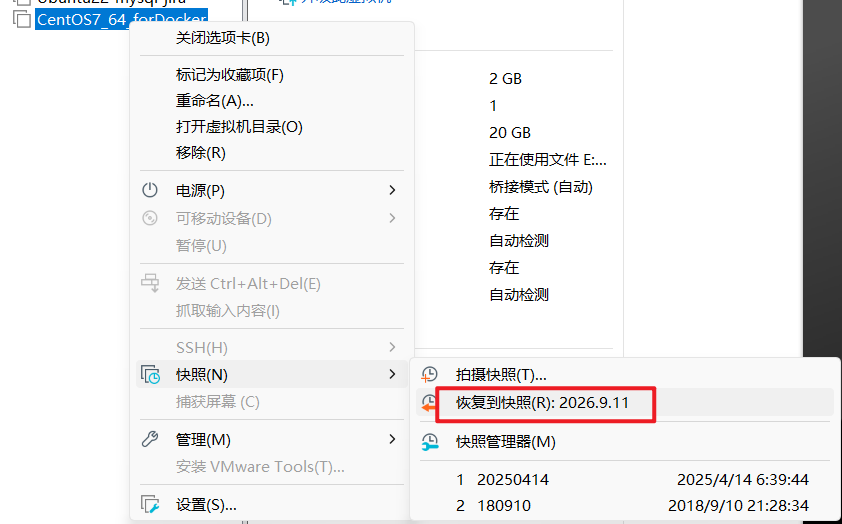 CentOS7_64_forDocker
关闭选项卡(B)
标记为收藏项(F)
重命名(A)...
打开虚拟机目录(O)
移除(R)
电源(P)
可移动设备(D)
暂停(U)
发送 Ctrl+Alt+Del(E)
抓取输入内容(I)
SSH(H)
快照(N)
捕获屏幕 (C)
管理(M)
安装 VMware Tools(T)...
设置(S)...
2 GB
1
20 GB
正在使用文件 E:...
桥接模式 (自动)
存在
自动检测
存在
自动检测
拍摄快照(T)...
恢复到快照(R): 2026.9.11
快照管理器(M)
1 20250414 2025/4/14 6:39:44
2 180910 2018/9/10 21:28:34